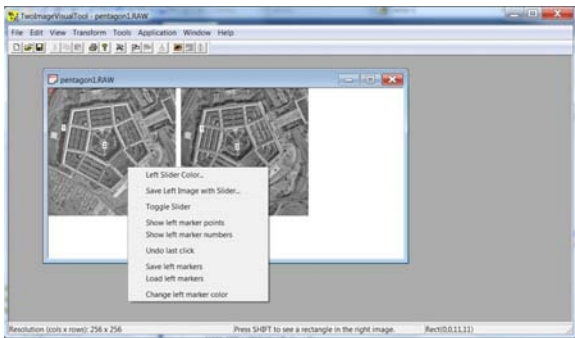 TwoImageVisualTool - pentagon1.RAW
File Edit View Transform Tools Application Window Help
pentagon1.RAW
Left Slider Color...
Save Left Image with Slider...
Toggle Slider
Show left marker points
Show left marker numbers
Undo last click
Save left markers
Load left markers
Change left marker color
Resolution (cols x rows): 256 x 256 Press SHIFT to see a rectangle in the right image. Rect(0,0,11,11)